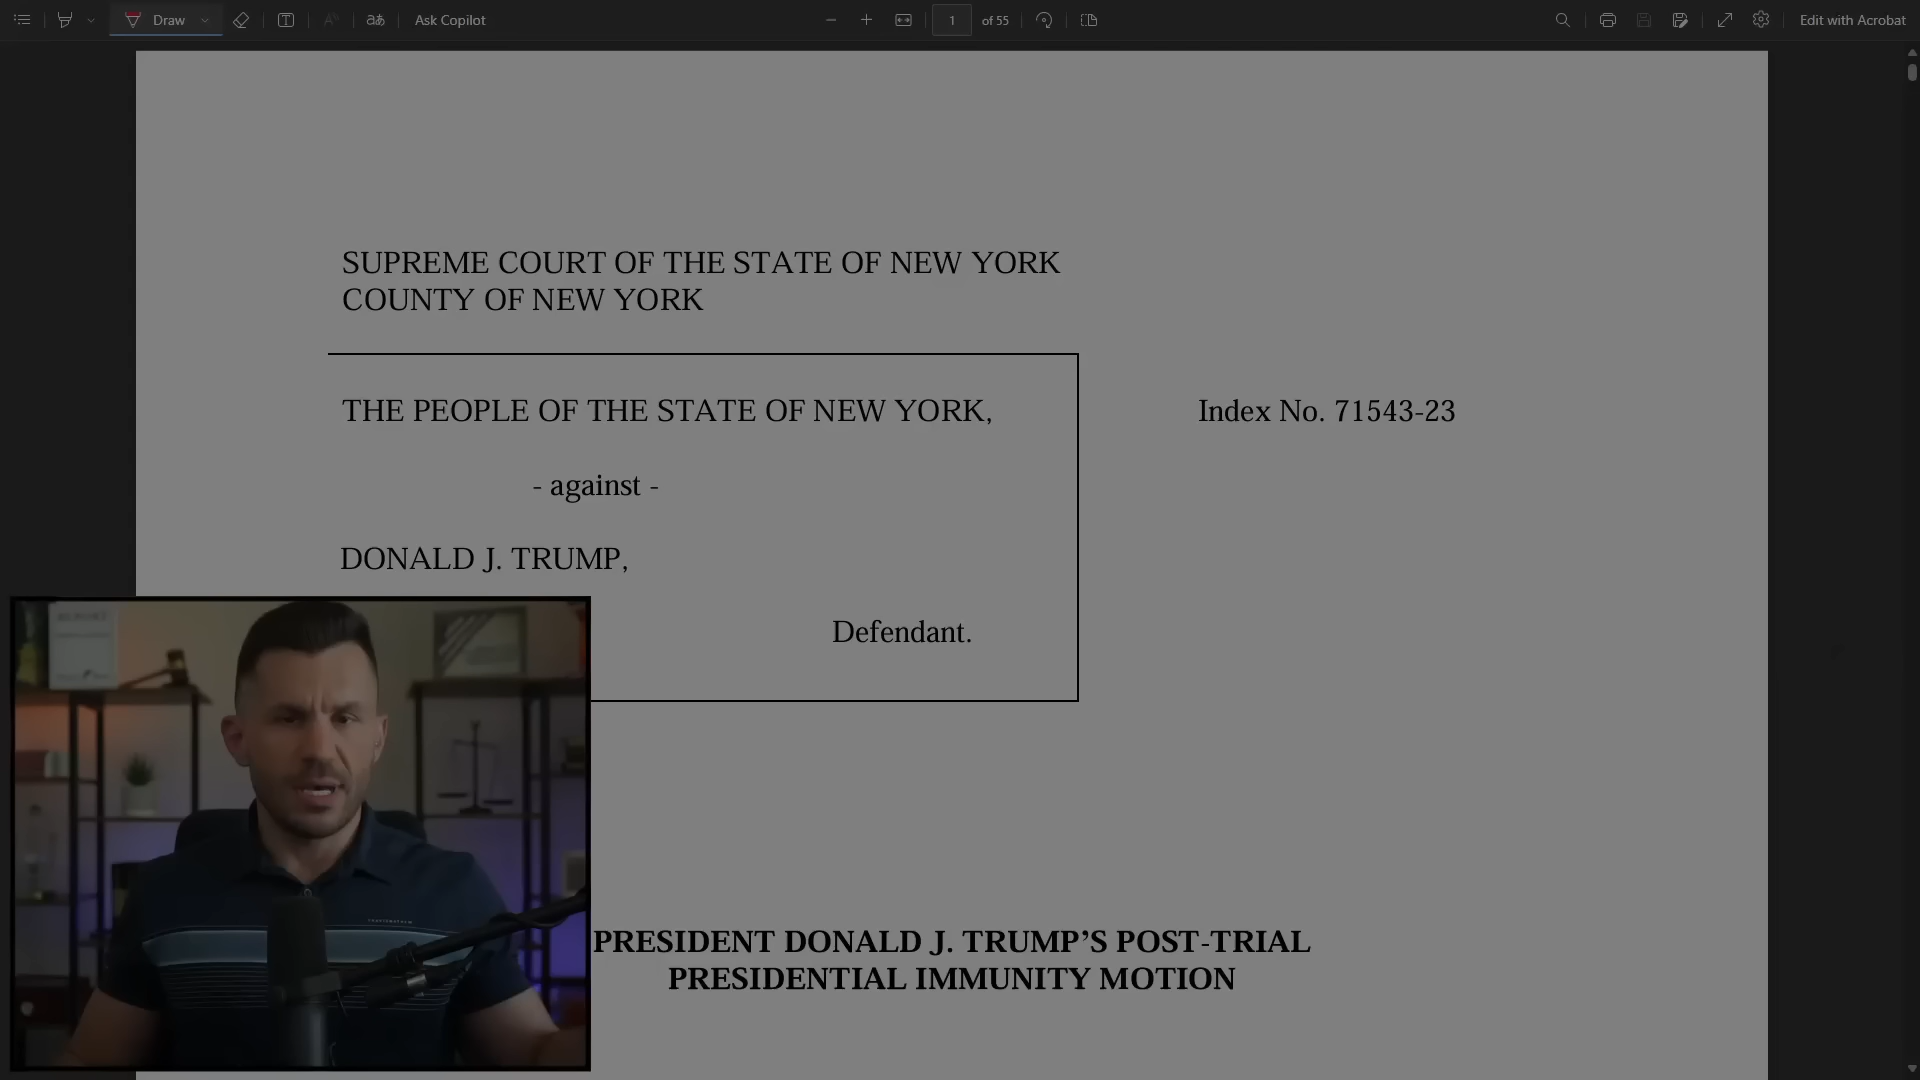 Draw
Ask Copilot
1 of 55
Edit with Acrobat
SUPREME COURT OF THE STATE OF NEW YORK
COUNTY OF NEW YORK
THE PEOPLE OF THE STATE OF NEW YORK,
Index No. 71543-23
- against -
DONALD J. TRUMP,
Defendant.
PRESIDENT DONALD J. TRUMP’S POST-TRIAL
PRESIDENTIAL IMMUNITY MOTION